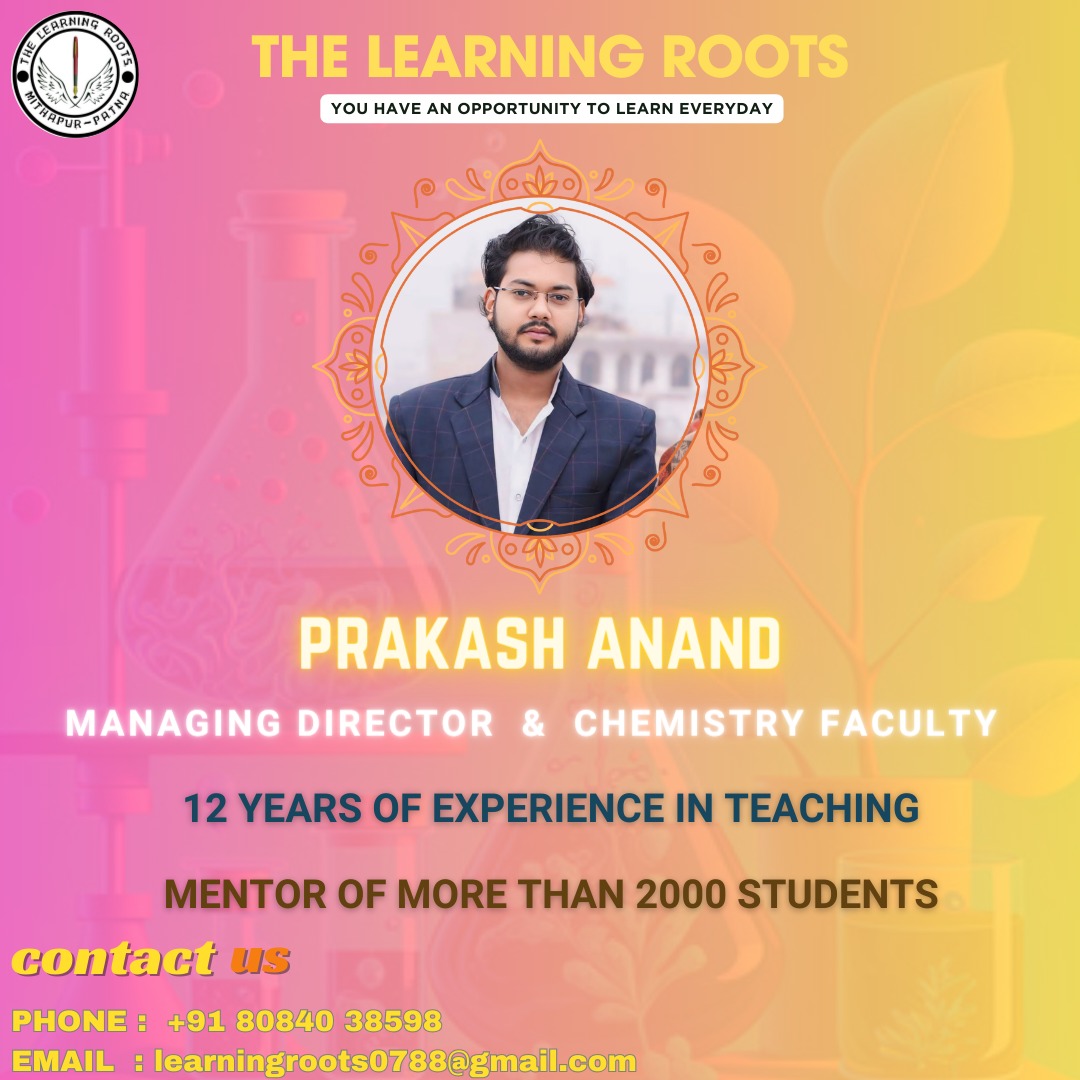 THE LEARNING ROOTS
MITHAPUR-PATNA
THE LEARNING ROOTS
YOU HAVE AN OPPORTUNITY TO LEARN EVERYDAY
PRAKASH ANAND
MANAGING DIRECTOR & CHEMISTRY FACULTY
12 YEARS OF EXPERIENCE IN TEACHING
MENTOR OF MORE THAN 2000 STUDENTS
contact us
PHONE : +91 80840 38598
EMAIL : learningroots0788@gmail.com